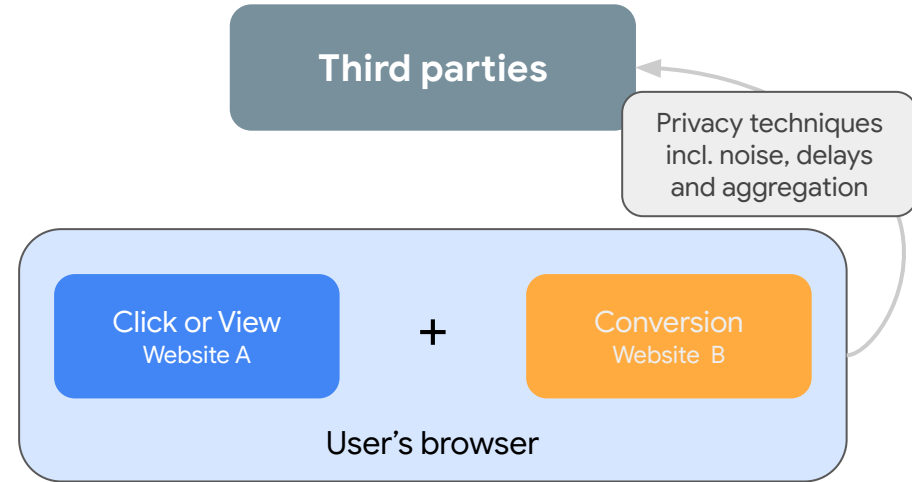 Third parties
Privacy techniques
incl. noise, delays
and aggregation
Click or View
Website A
+
Conversion
Website B
User's browser